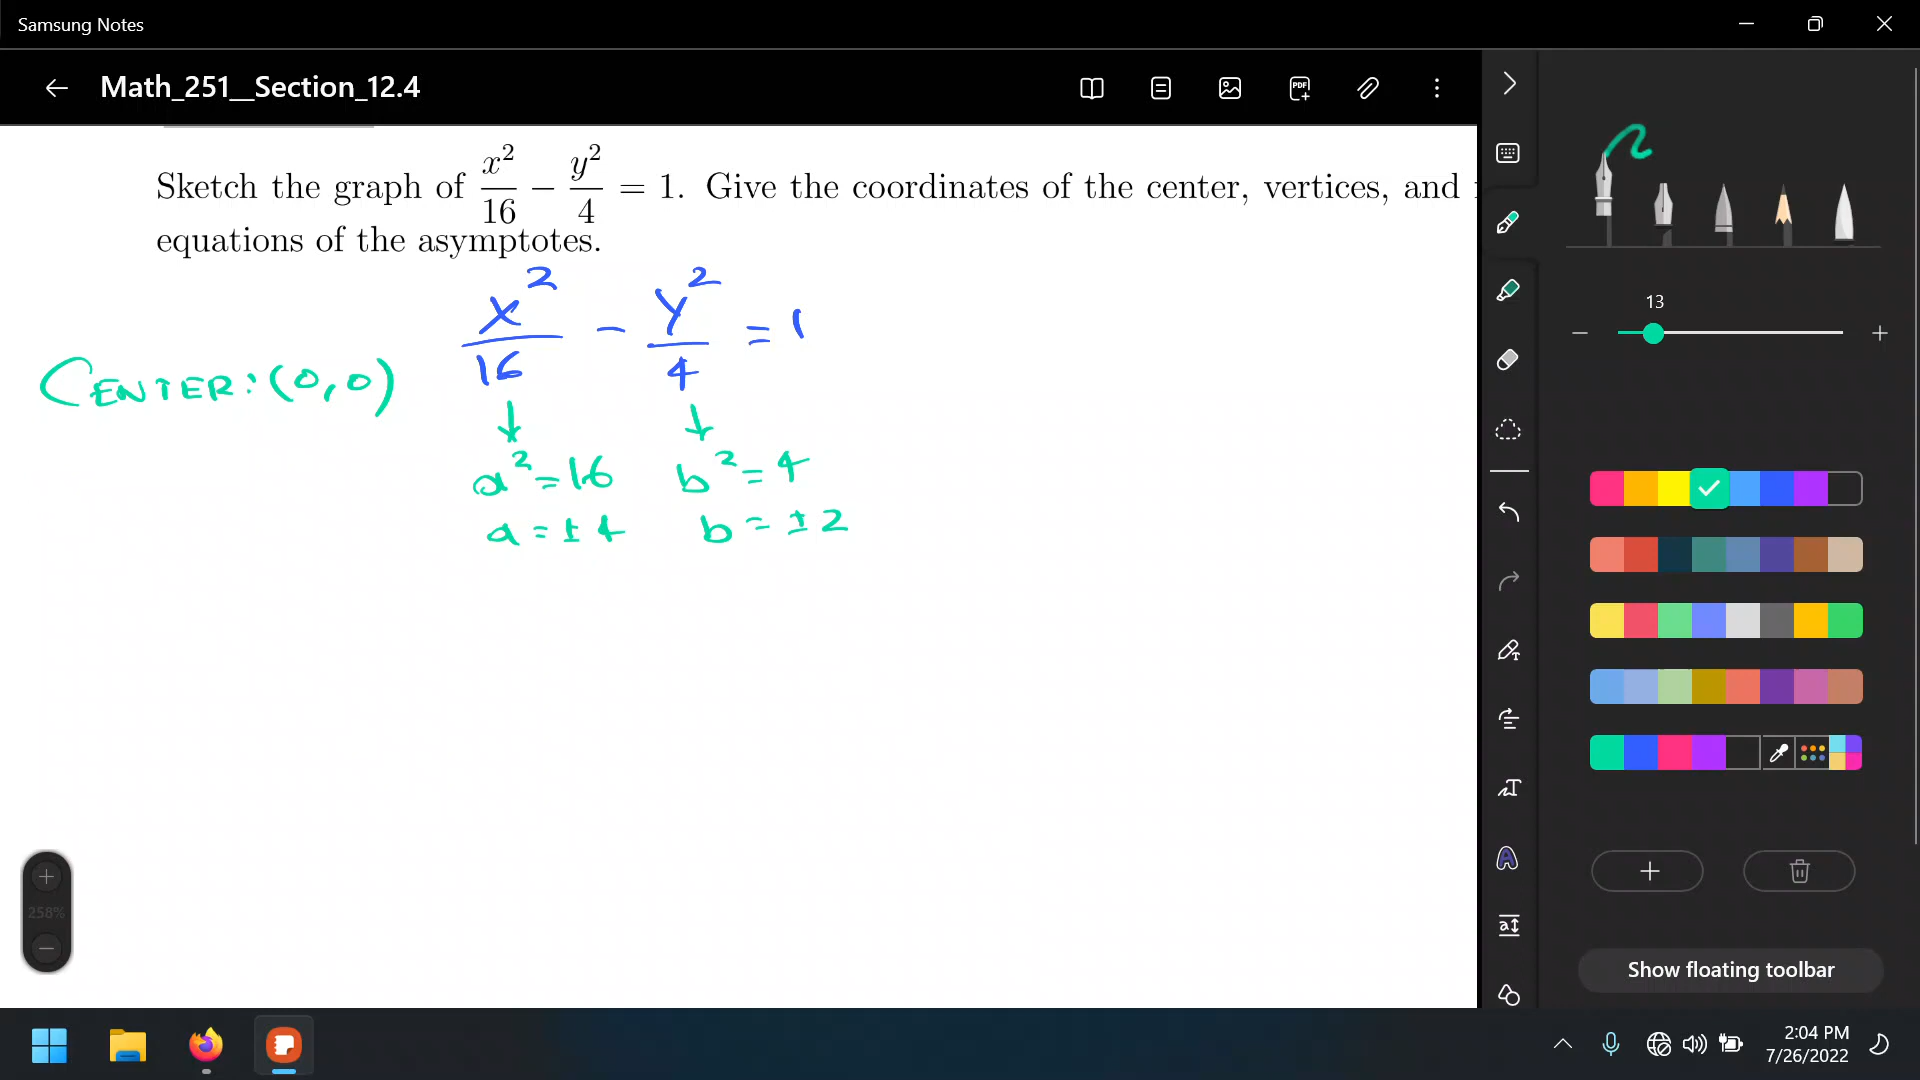 Samsung Notes
Math_251__Section_12.4
Sketch the graph of x²/16 − y²/4 = 1. Give the coordinates of the center, vertices, and
equations of the asymptotes.
x²/16 − y²/4 = 1
CENTER: (0,0)
a² = 16 b² = 4
a = ± 4 b = ± 2
13
258%
Show floating toolbar
2:04 PM
7/26/2022